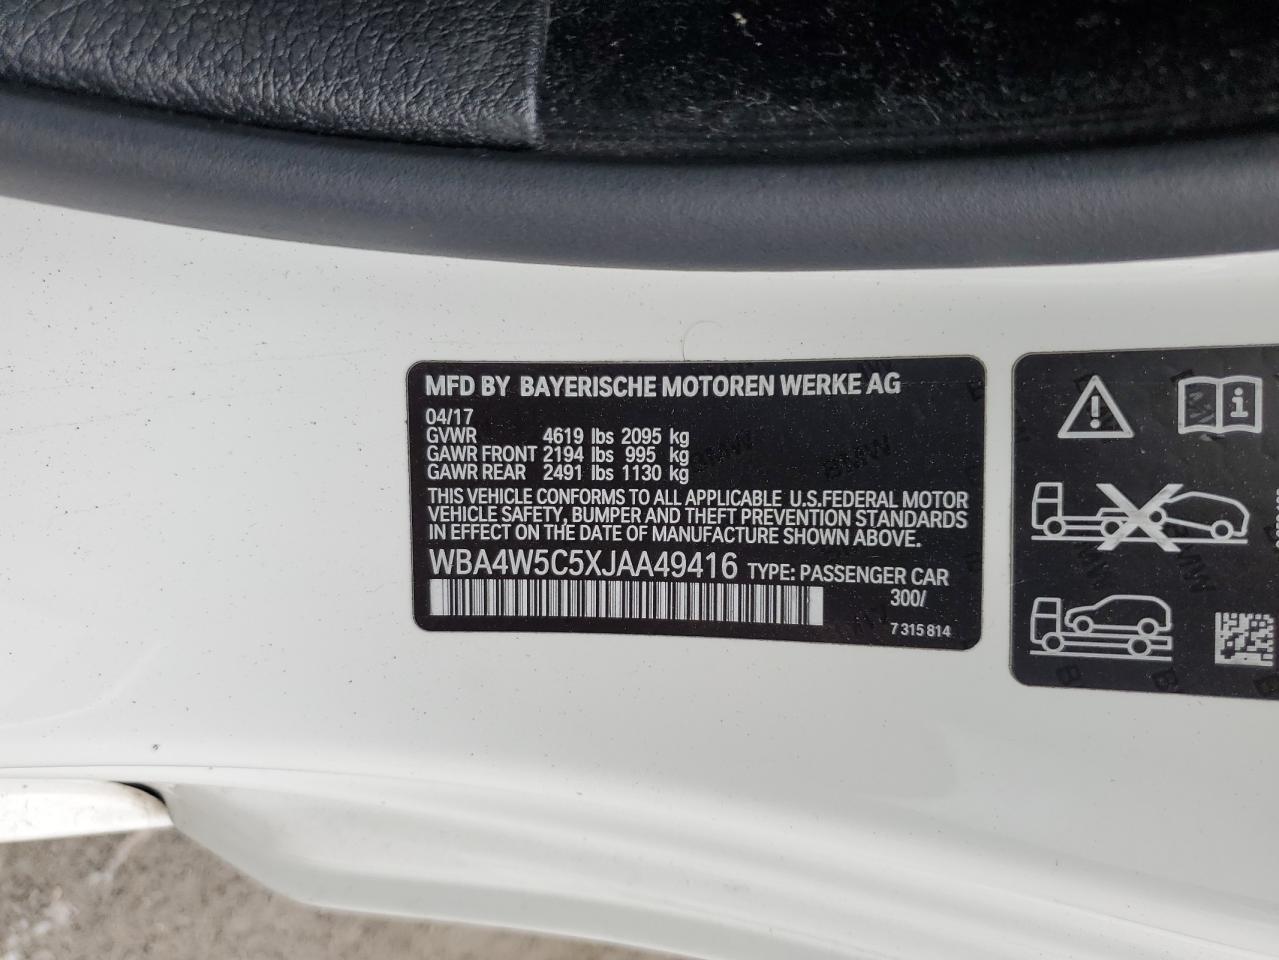 MFD BY BAYERISCHE MOTOREN WERKE AG
04/17
GVWR 4619 lbs 2095 kg
GAWR FRONT 2194 lbs 995 kg
GAWR REAR 2491 lbs 1130 kg
THIS VEHICLE CONFORMS TO ALL APPLICABLE U.S.FEDERAL MOTOR
VEHICLE SAFETY, BUMPER AND THEFT PREVENTION STANDARDS
IN EFFECT ON THE DATE OF MANUFACTURE SHOWN ABOVE.
WBA4W5C5XJAA49416 TYPE: PASSENGER CAR
300/
7 315 814